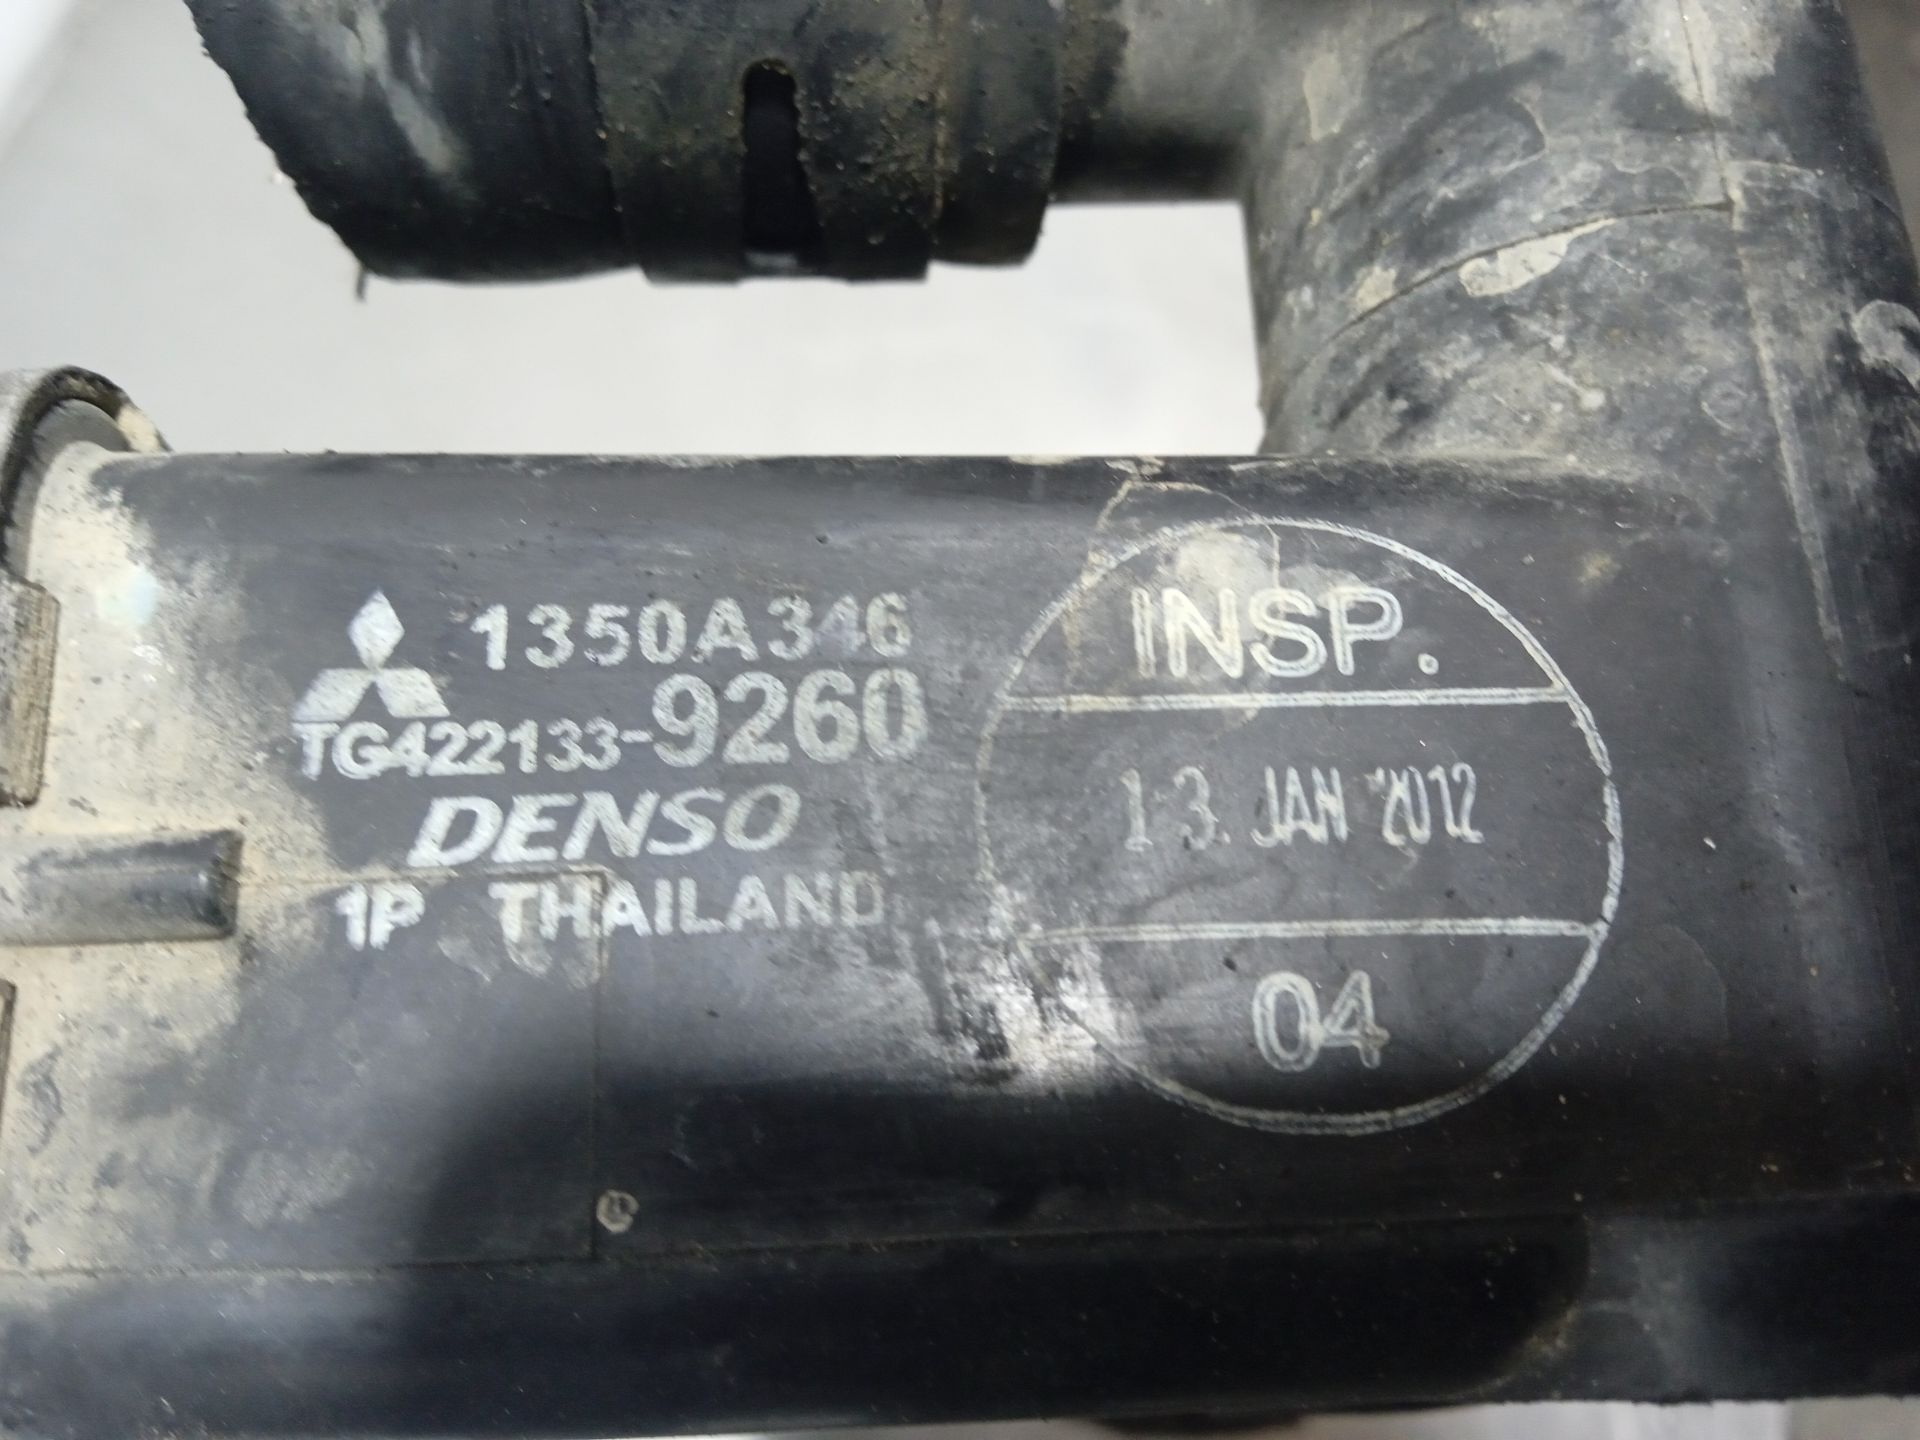 1350A346
TG422133-9260
DENSO
1P THAILAND
INSP.
13. JAN 2012
04